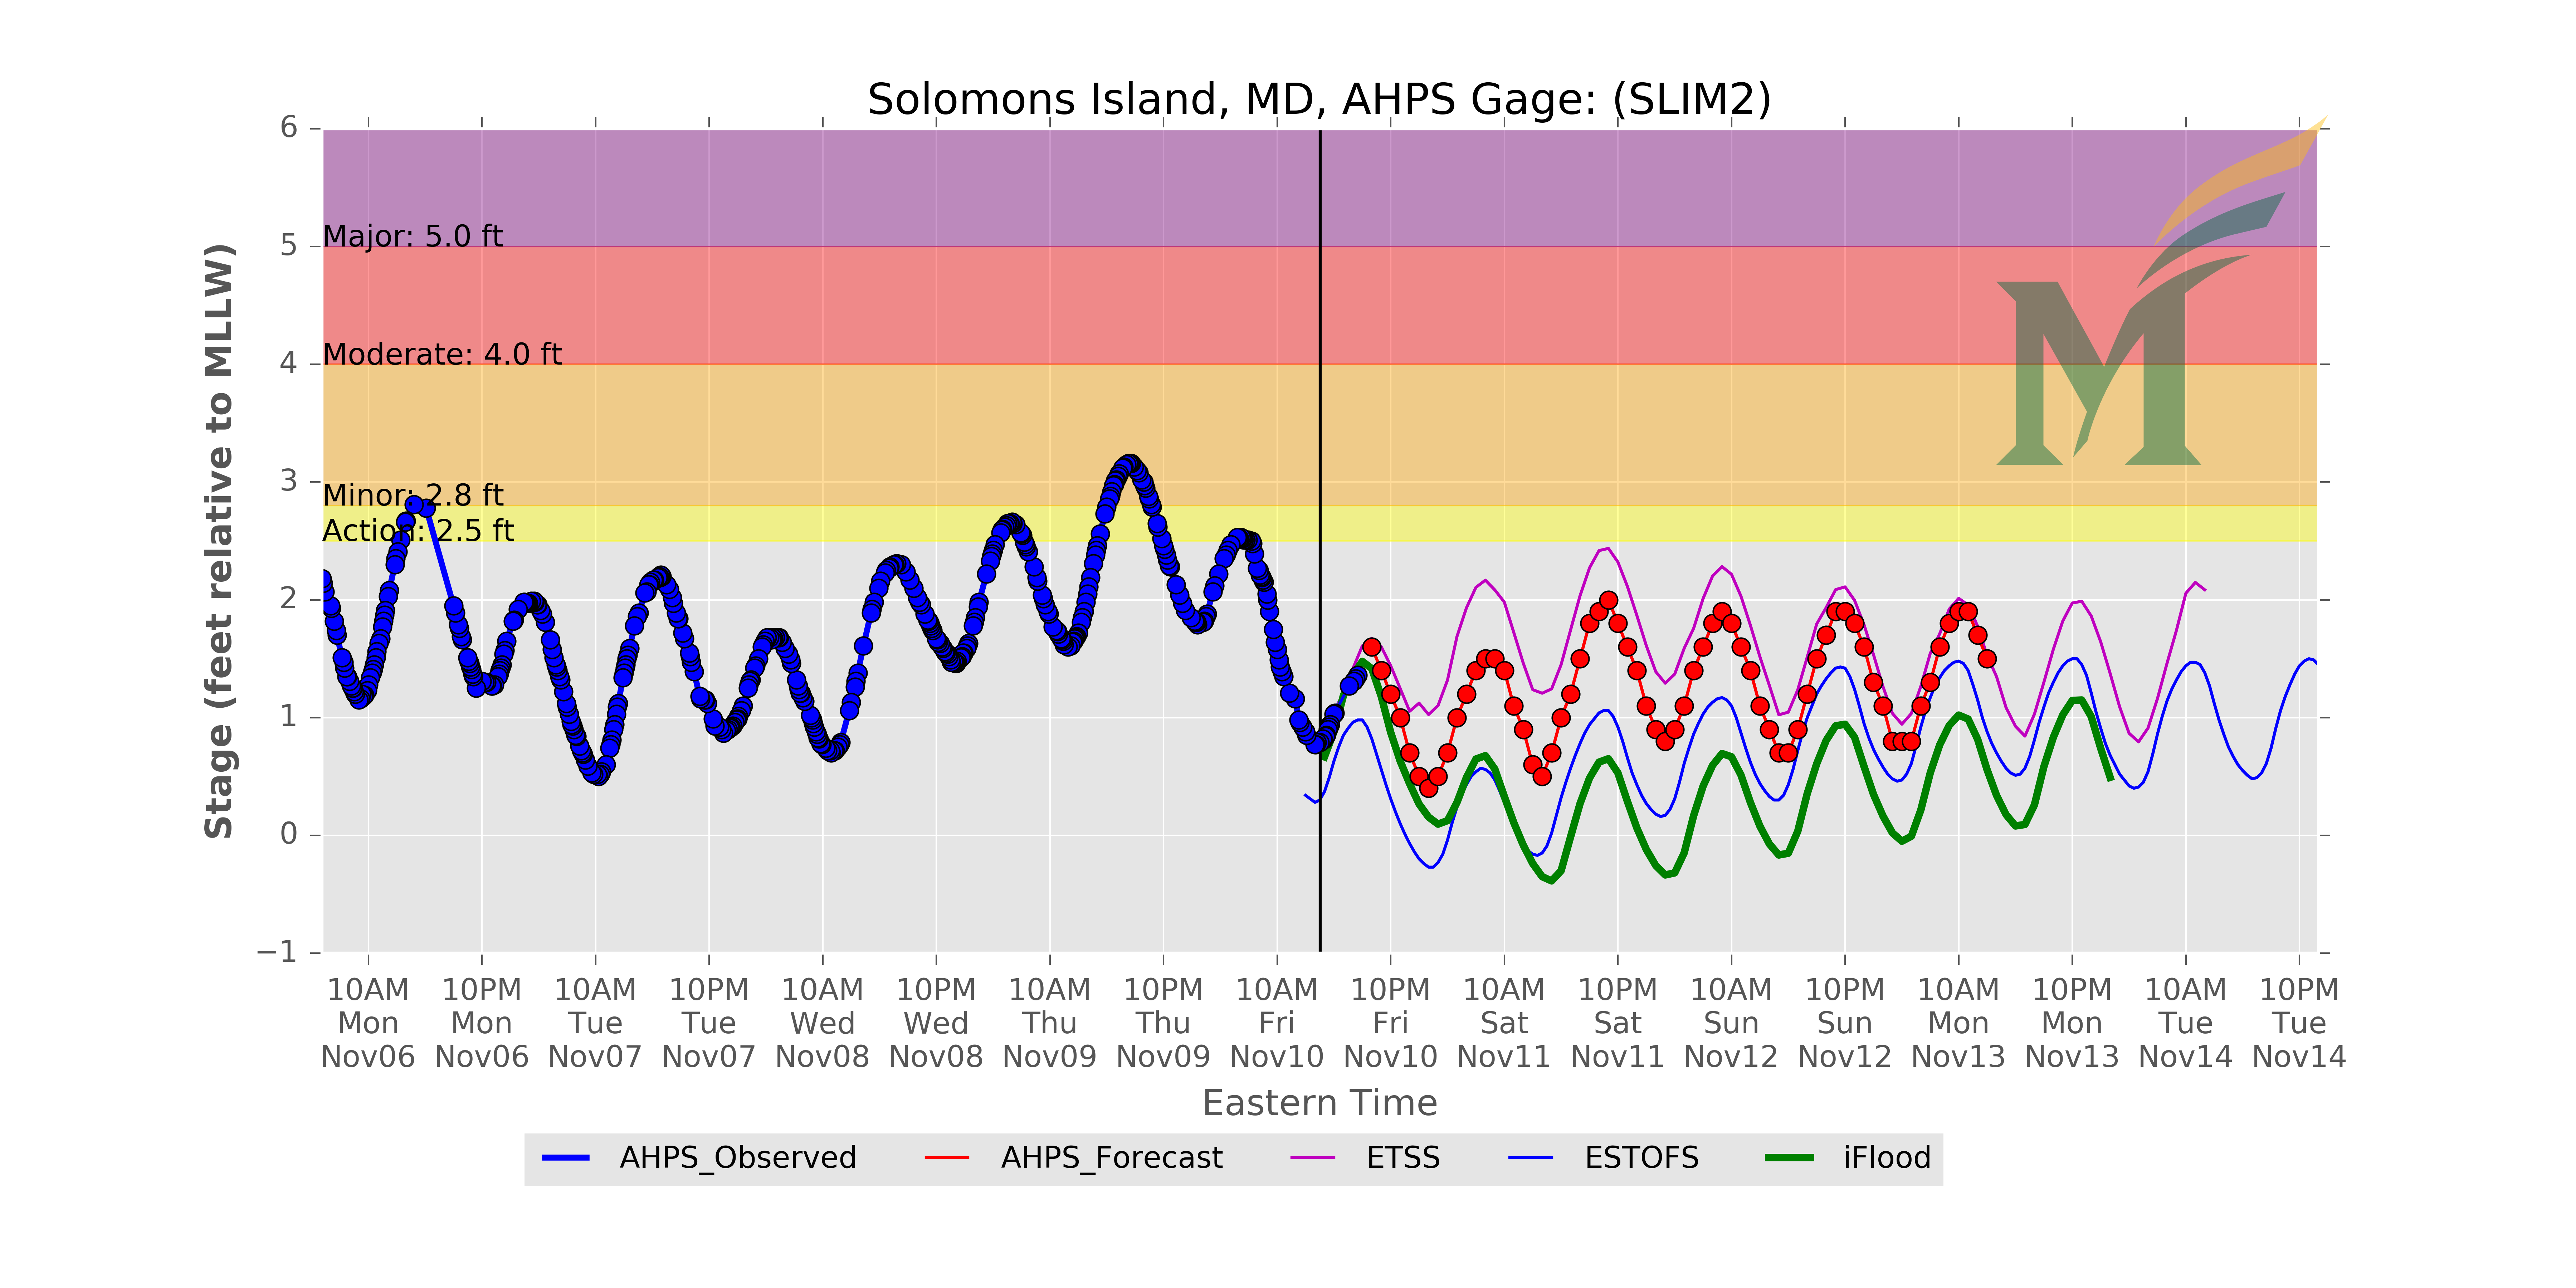 Solomons Island, MD, AHPS Gage: (SLIM2)
Stage (feet relative to MLLW)
6
5
4
3
2
1
0
−1
Major: 5.0 ft
Moderate: 4.0 ft
Minor: 2.8 ft
Action: 2.5 ft
M
10AM 10PM 10AM 10PM 10AM 10PM 10AM 10PM 10AM 10PM 10AM 10PM 10AM 10PM 10AM 10PM 10AM 10PM
Mon Mon Tue Tue Wed Wed Thu Thu Fri Fri Sat Sat Sun Sun Mon Mon Tue Tue
Nov06 Nov06 Nov07 Nov07 Nov08 Nov08 Nov09 Nov09 Nov10 Nov10 Nov11 Nov11 Nov12 Nov12 Nov13 Nov13 Nov14 Nov14
Eastern Time
AHPS_Observed AHPS_Forecast ETSS ESTOFS iFlood